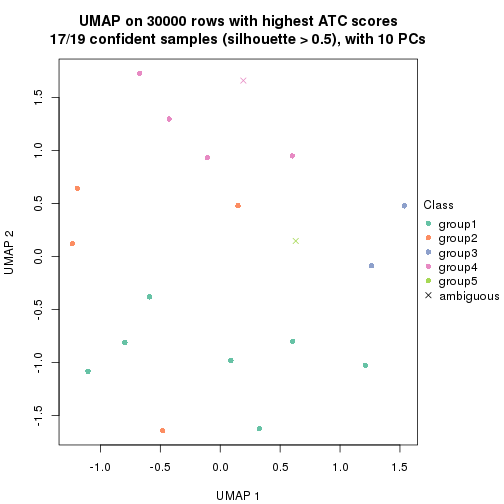 UMAP on 30000 rows with highest ATC scores
17/19 confident samples (silhouette > 0.5), with 10 PCs
1.5
1.0
0.5
0.0
-0.5
-1.0
-1.5
UMAP 2
-1.0 -0.5 0.0 0.5 1.0 1.5
UMAP 1
Class
group1
group2
group3
group4
group5
ambiguous